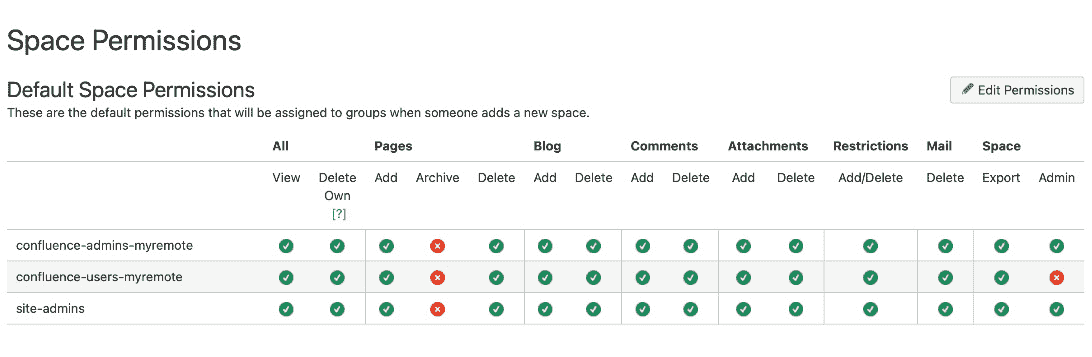 Space Permissions
Default Space Permissions
Edit Permissions
These are the default permissions that will be assigned to groups when someone adds a new space.
All Pages Blog Comments Attachments Restrictions Mail Space
View Delete Own [?] Add Archive Delete Add Delete Add Delete Add Delete Add/Delete Delete Export Admin
confluence-admins-myremote
confluence-users-myremote
site-admins